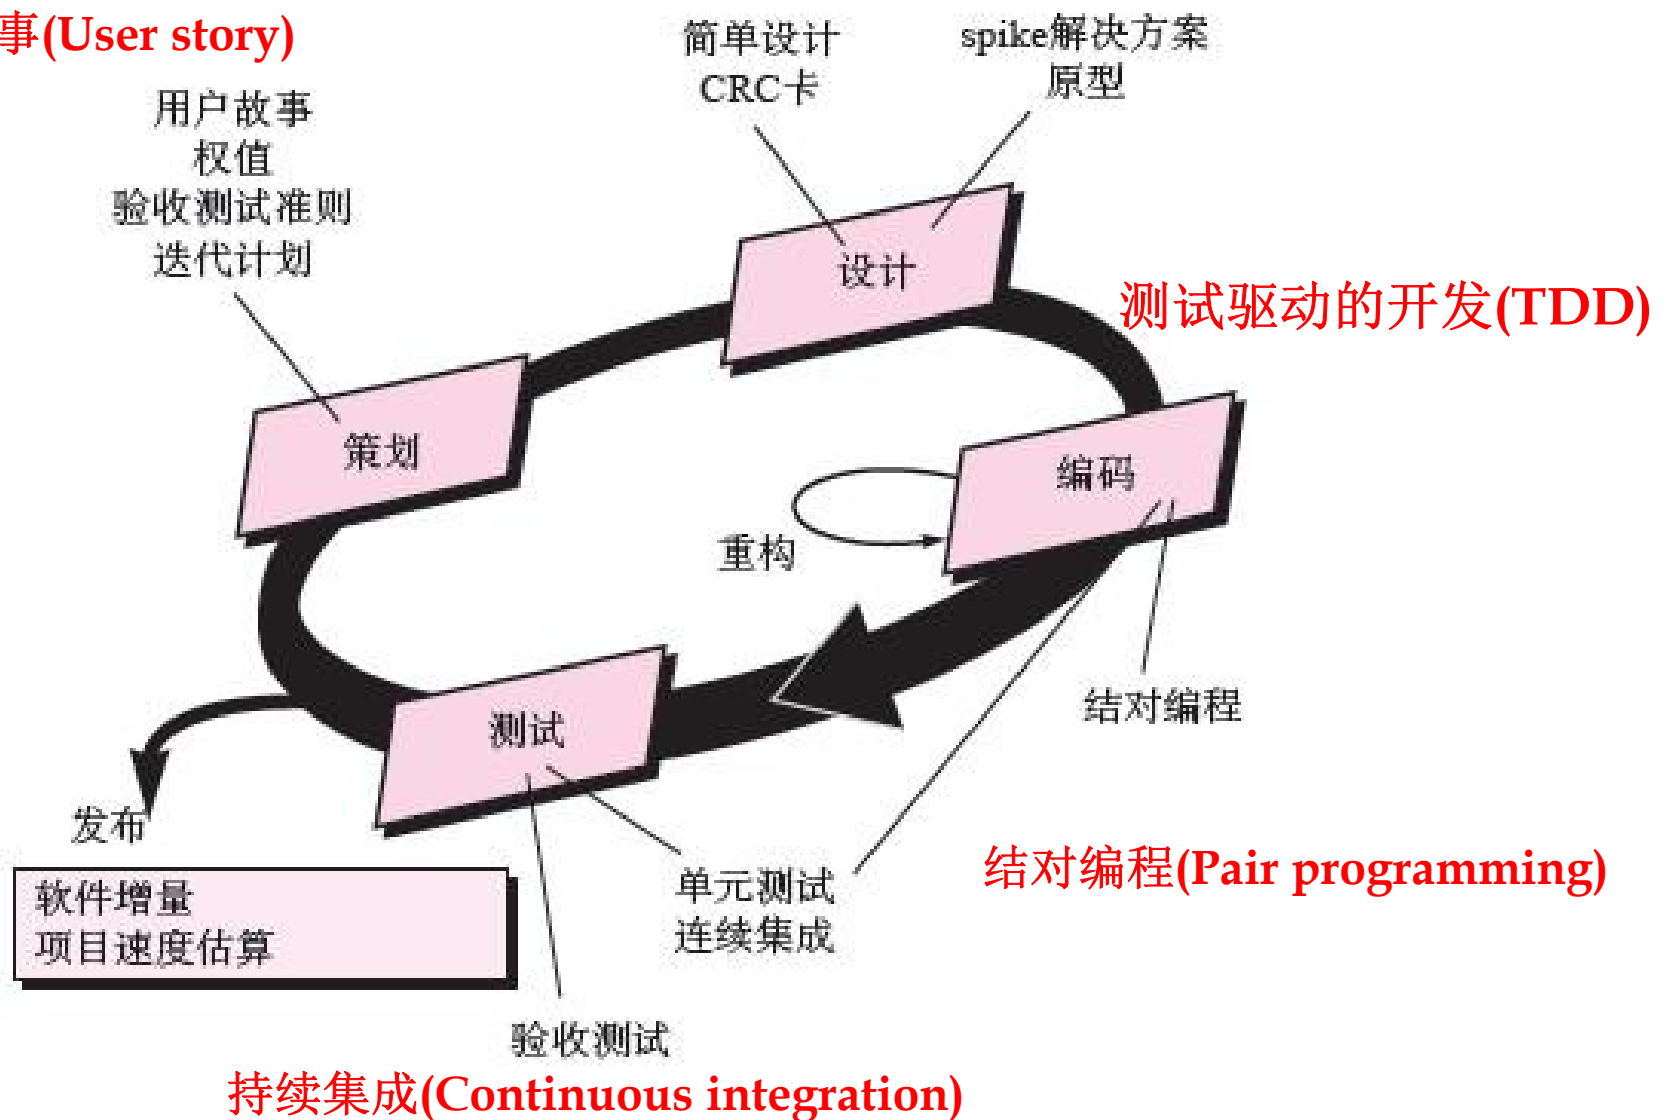 事(User story)
简单设计
CRC卡
spike解决方案
原型
用户故事
权值
验收测试准则
迭代计划
设计
测试驱动的开发(TDD)
策划
编码
重构
结对编程
测试
发布
结对编程(Pair programming)
单元测试
连续集成
软件增量
项目速度估算
验收测试
持续集成(Continuous integration)